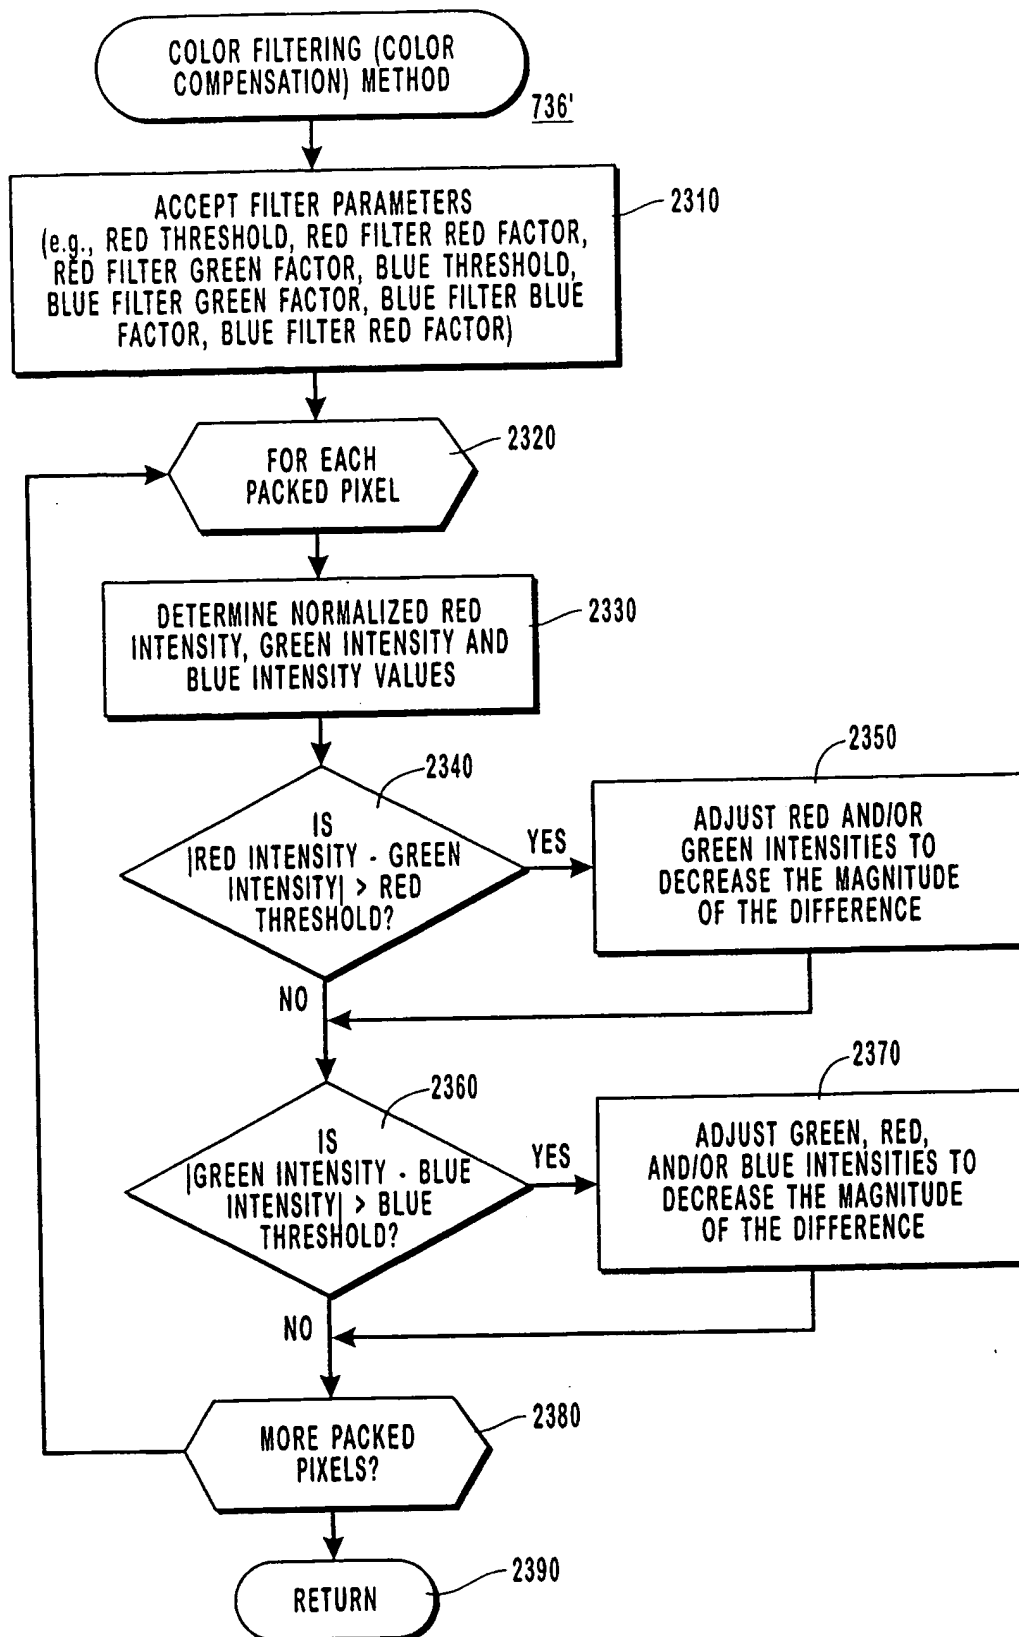 COLOR FILTERING (COLOR
COMPENSATION) METHOD
736'
ACCEPT FILTER PARAMETERS
(e.g., RED THRESHOLD, RED FILTER RED FACTOR,
RED FILTER GREEN FACTOR, BLUE THRESHOLD,
BLUE FILTER GREEN FACTOR, BLUE FILTER BLUE
FACTOR, BLUE FILTER RED FACTOR)
2310
FOR EACH
PACKED PIXEL
2320
DETERMINE NORMALIZED RED
INTENSITY, GREEN INTENSITY AND
BLUE INTENSITY VALUES
2330
2340
IS
|RED INTENSITY - GREEN
INTENSITY| > RED
THRESHOLD?
YES
NO
2350
ADJUST RED AND/OR
GREEN INTENSITIES TO
DECREASE THE MAGNITUDE
OF THE DIFFERENCE
2360
IS
|GREEN INTENSITY - BLUE
INTENSITY| > BLUE
THRESHOLD?
YES
NO
2370
ADJUST GREEN, RED,
AND/OR BLUE INTENSITIES TO
DECREASE THE MAGNITUDE
OF THE DIFFERENCE
MORE PACKED
PIXELS?
2380
RETURN
2390